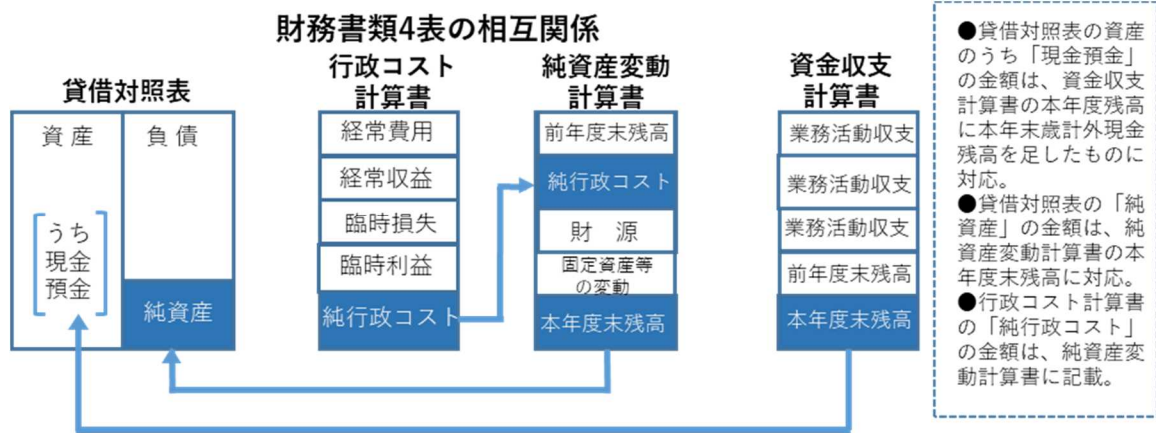 財務書類4表の相互関係
貸借対照表
資 産
負 債
うち
現金
預金
純資産
行政コスト
計算書
経常費用
経常収益
臨時損失
臨時利益
純行政コスト
純資産変動
計算書
前年度末残高
純行政コスト
財 源
固定資産等
の変動
本年度末残高
資金収支
計算書
業務活動収支
業務活動収支
業務活動収支
前年度末残高
本年度末残高
●貸借対照表の資産
のうち「現金預金」
の金額は、資金収支
計算書の本年度残高
に本年末歳計外現金
残高を足したものに
対応。
●貸借対照表の「純
資産」の金額は、純
資産変動計算書の本
年度末残高に対応。
●行政コスト計算書
の「純行政コスト」
の金額は、純資産変
動計算書に記載。